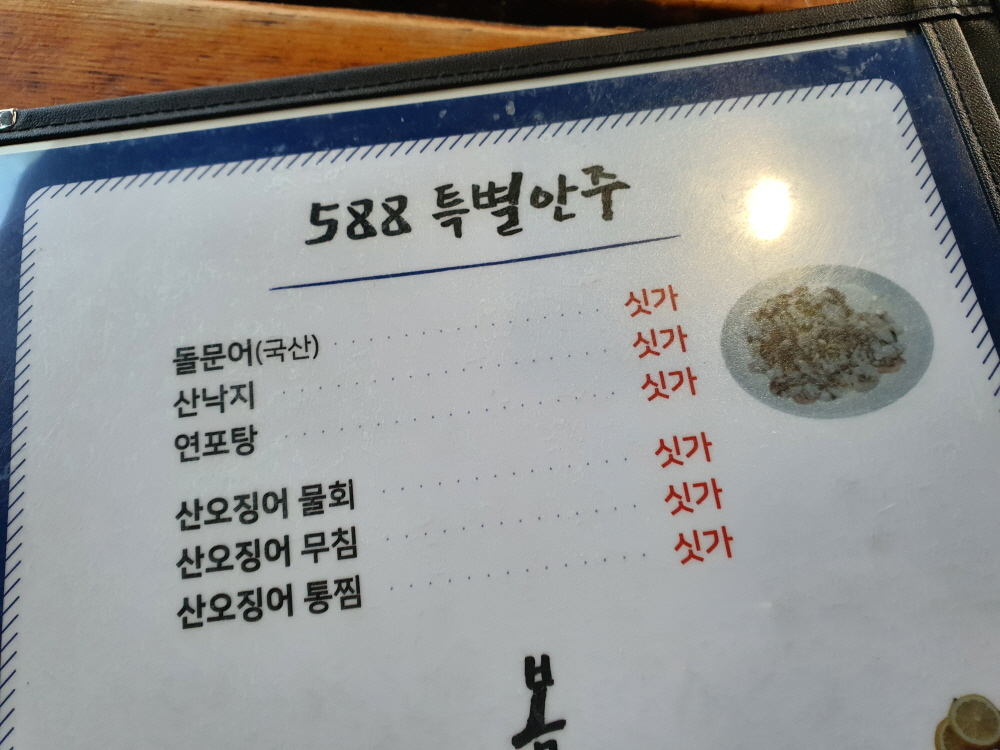 588 특별안주
돌문어(국산) 싯가
산낙지 싯가
연포탕 싯가
산오징어 물회 싯가
산오징어 무침 싯가
산오징어 통찜 싯가
봄